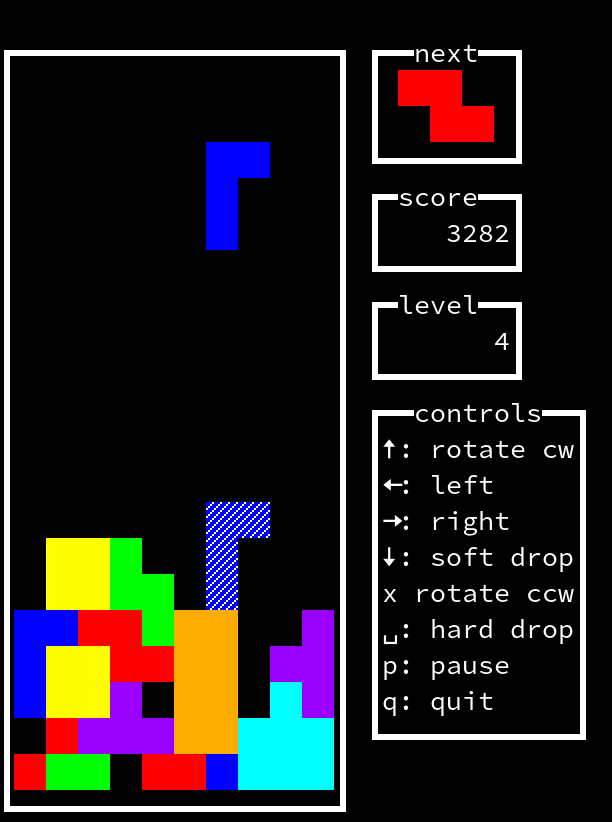 next
score
3282
level
4
controls
↑: rotate cw
←: left
→: right
↓: soft drop
x rotate ccw
␣: hard drop
p: pause
q: quit